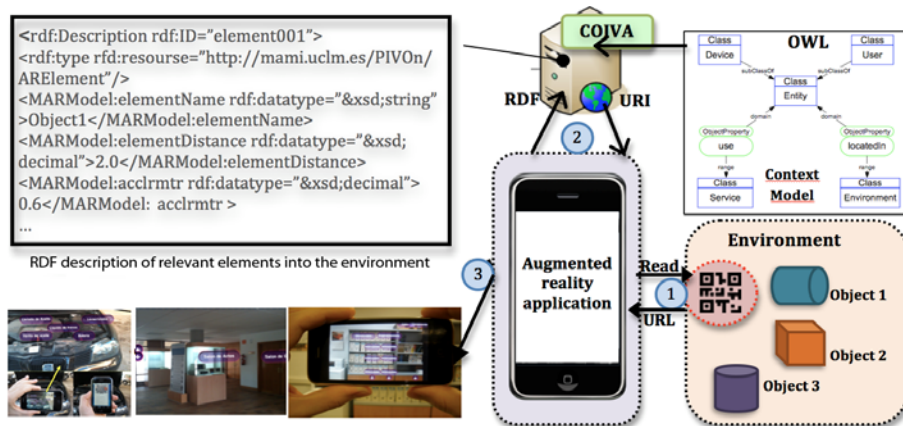 <rdf:Description rdf:ID=”element001”>
<rdf:type rfd:resourse=”http://mami.uclm.es/PIVOn/
ARElement”/>
<MARModel:elementName rdf:datatype=”&xsd;string”
>Object1</MARModel:elementName>
<MARModel:elementDistance rdf:datatype=”&xsd;
decimal”>2.0</MARModel:elementDistance>
<MARModel:acclrmtr rdf:datatype=”&xsd;decimal”>
0.6</MARModel: acclrmtr >
...
RDF description of relevant elements into the environment
COIVA
RDF
URI
2
OWL
Class
Device
Class
User
subClassOf
subClassOf
Class
Entity
domain
domain
ObjectProperty
use
ObjectProperty
locatedIn
range
range
Class
Service
Context
Model
Class
Environment
Augmented
reality
application
3
Read
1
URL
Environment
Object 1
Object 2
Object 3